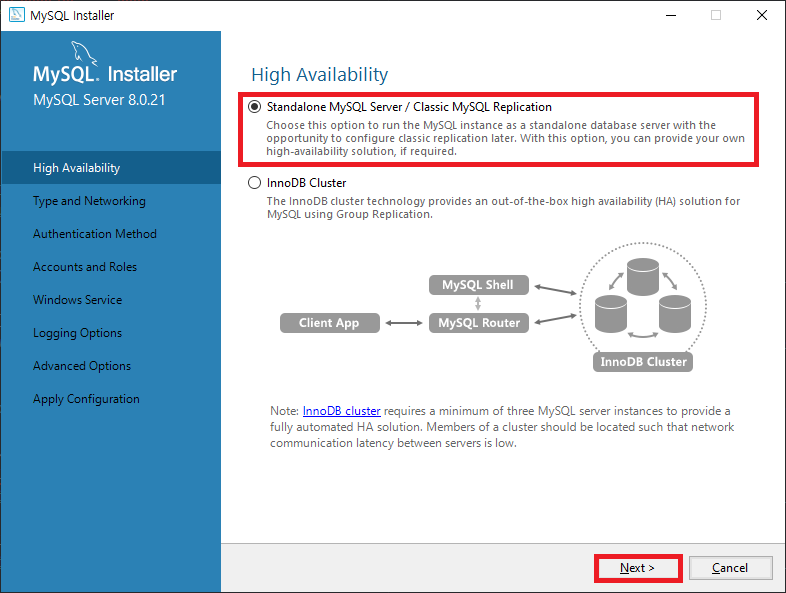 MySQL Installer
MySQL. Installer
MySQL Server 8.0.21
High Availability
Type and Networking
Authentication Method
Accounts and Roles
Windows Service
Logging Options
Advanced Options
Apply Configuration
High Availability
Standalone MySQL Server / Classic MySQL Replication
Choose this option to run the MySQL instance as a standalone database server with the
opportunity to configure classic replication later. With this option, you can provide your own
high-availability solution, if required.
InnoDB Cluster
The InnoDB cluster technology provides an out-of-the-box high availability (HA) solution for
MySQL using Group Replication.
MySQL Shell
Client App
MySQL Router
InnoDB Cluster
Note: InnoDB cluster requires a minimum of three MySQL server instances to provide a
fully automated HA solution. Members of a cluster should be located such that network
communication latency between servers is low.
Next >
Cancel